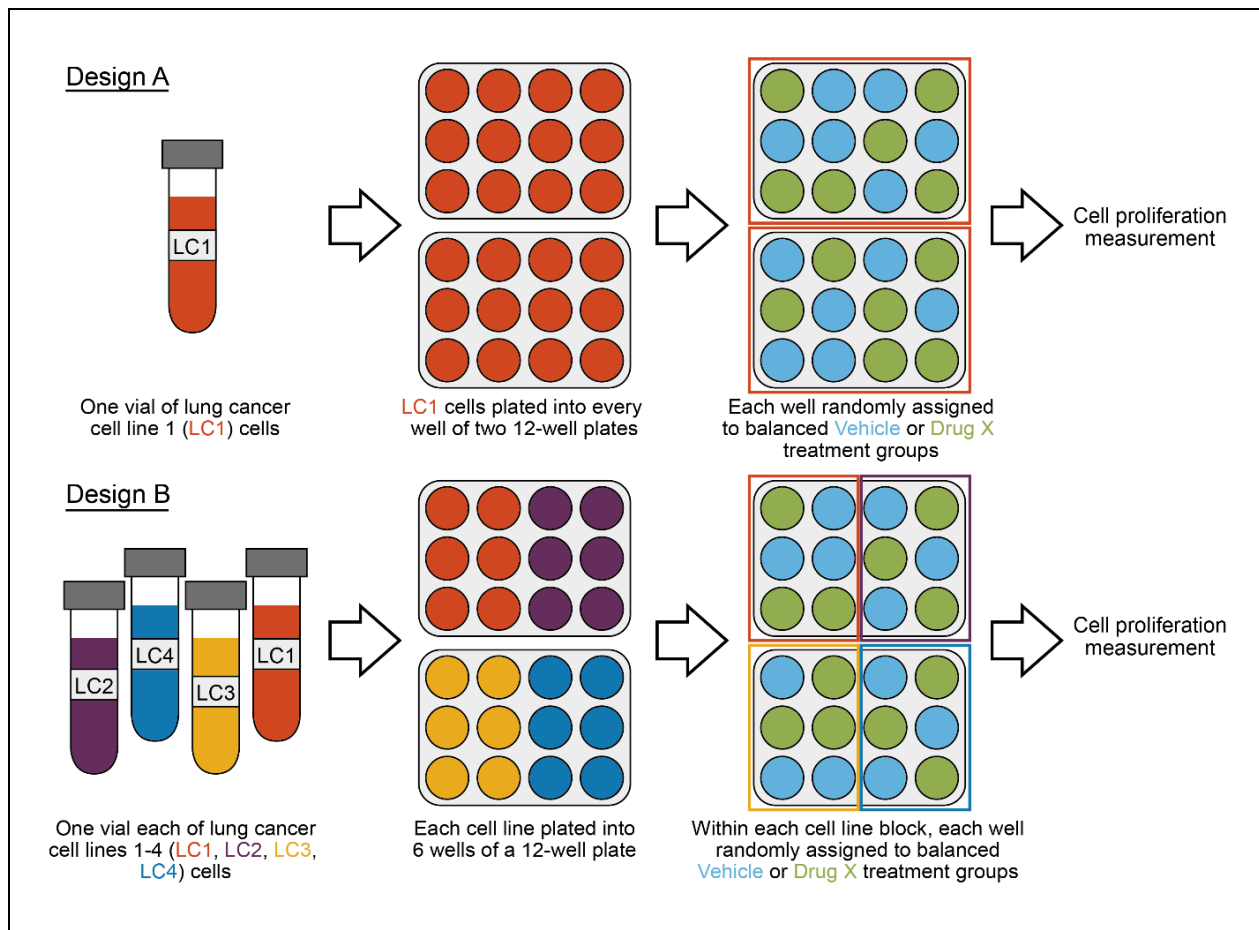 Design A
LC1
One vial of lung cancer
cell line 1 (LC1) cells
LC1 cells plated into every
well of two 12-well plates
Each well randomly assigned
to balanced Vehicle or Drug X
treatment groups
Cell proliferation
measurement
Design B
LC2
LC4
LC3
LC1
One vial each of lung cancer
cell lines 1-4 (LC1, LC2, LC3,
LC4) cells
Each cell line plated into
6 wells of a 12-well plate
Within each cell line block, each well
randomly assigned to balanced
Vehicle or Drug X treatment groups
Cell proliferation
measurement